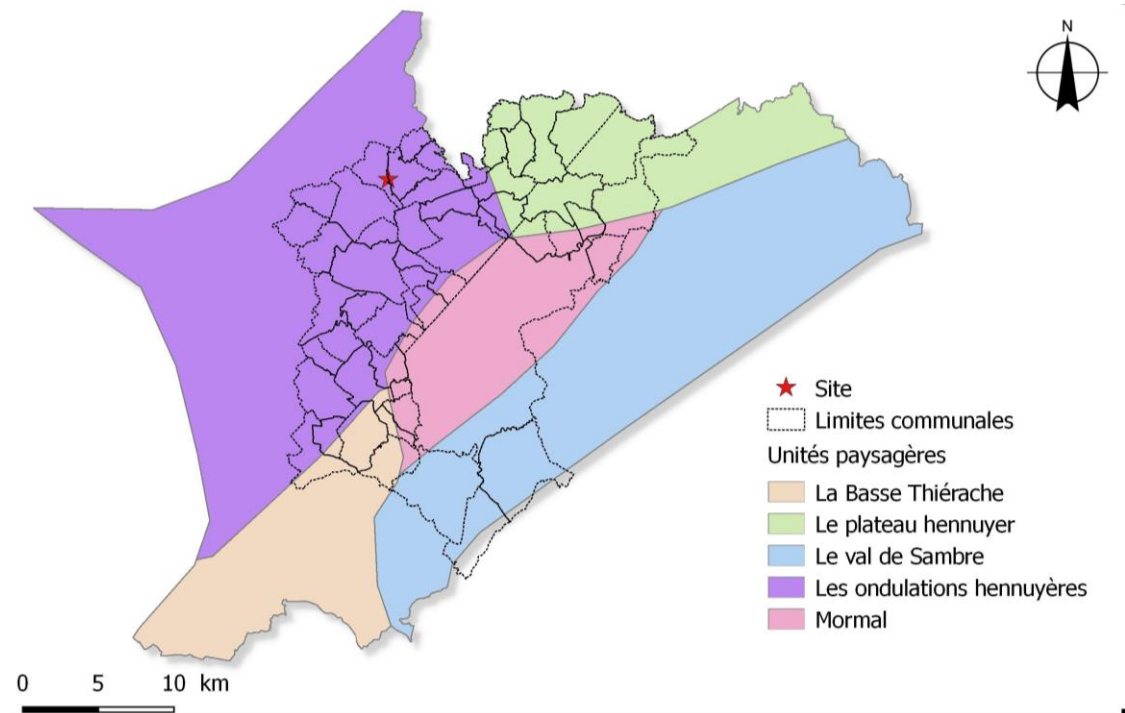 N
Site
Limites communales
Unités paysagères
La Basse Thiérache
Le plateau hennuyer
Le val de Sambre
Les ondulations hennuyères
Mormal
0 5 10 km